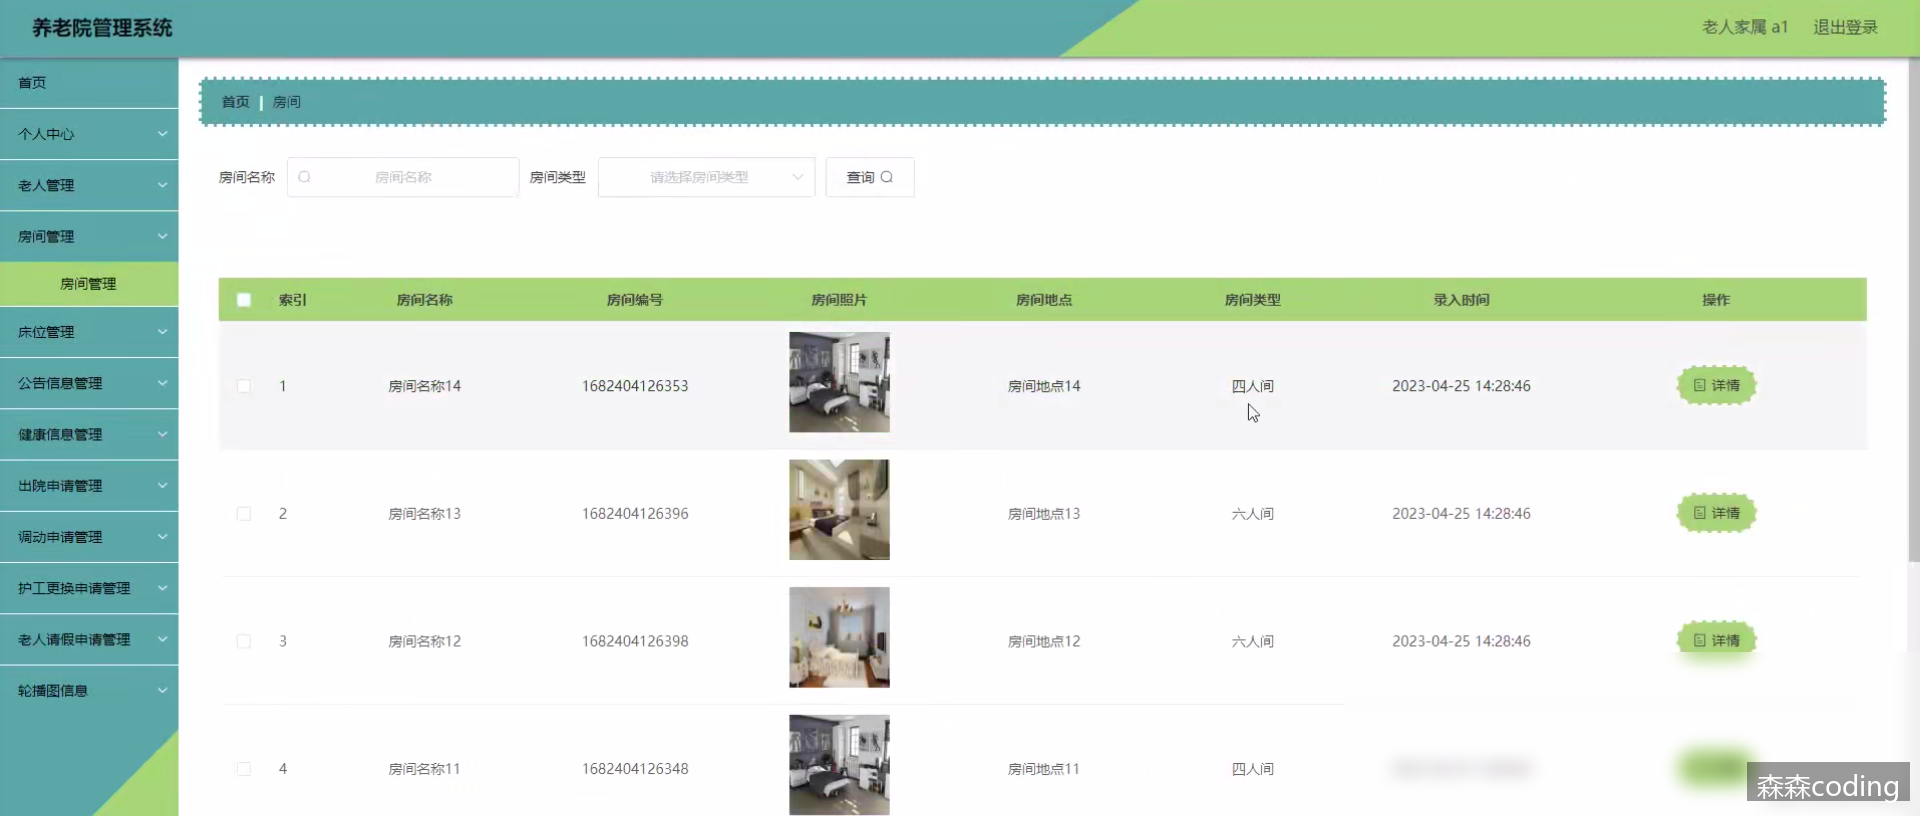 养老院管理系统
老人家属 a1 退出登录
首页
个人中心
老人管理
房间管理
房间管理
床位管理
公告信息管理
健康信息管理
出院申请管理
调动申请管理
护工更换申请管理
老人请假申请管理
轮播图信息
首页 | 房间
房间名称 房间名称 房间类型 请选择房间类型 查询
索引 房间名称 房间编号 房间照片 房间地点 房间类型 录入时间 操作
1 房间名称14 1682404126353 房间地点14 四人间 2023-04-25 14:28:46 详情
2 房间名称13 1682404126396 房间地点13 六人间 2023-04-25 14:28:46 详情
3 房间名称12 1682404126398 房间地点12 六人间 2023-04-25 14:28:46 详情
4 房间名称11 1682404126348 房间地点11 四人间
森森coding